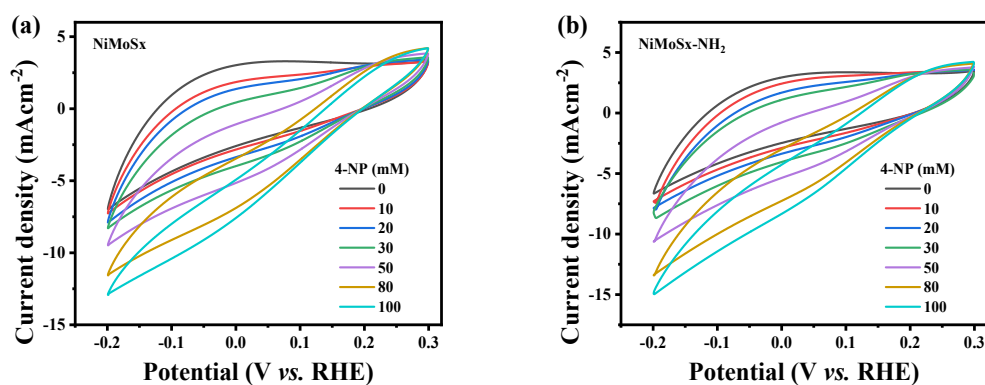 (a)
NiMoSx
5
0
-5
-10
-15
Current density (mAcm-2)
4-NP (mM)
0
10
20
30
50
80
100
-0.2 -0.1 0.0 0.1 0.2 0.3
Potential (V vs. RHE)
(b)
NiMoSx-NH2
5
0
-5
-10
-15
Current density (mAcm-2)
4-NP (mM)
0
10
20
30
50
80
100
-0.2 -0.1 0.0 0.1 0.2 0.3
Potential (V vs. RHE)